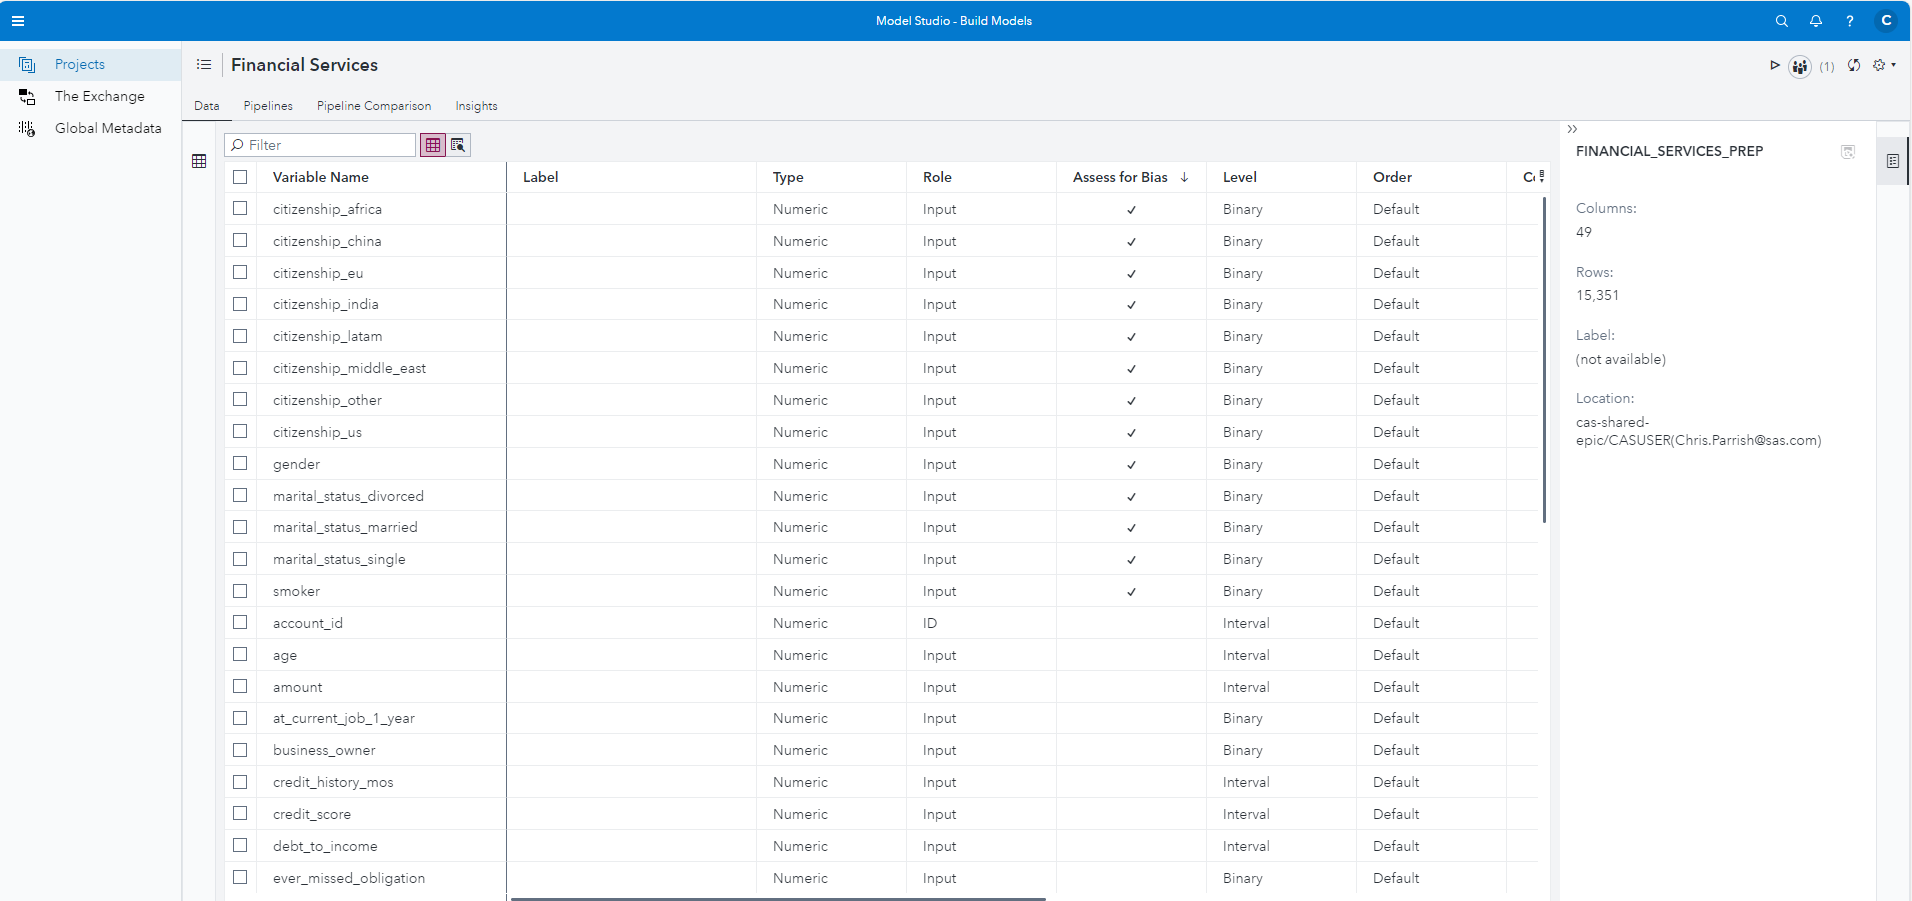 Model Studio - Build Models
C
Projects
The Exchange
Global Metadata
Financial Services
(1)
Data Pipelines Pipeline Comparison Insights
Filter
Variable Name Label Type Role Assess for Bias Level Order
citizenship_africa Numeric Input ✓ Binary Default
citizenship_china Numeric Input ✓ Binary Default
citizenship_eu Numeric Input ✓ Binary Default
citizenship_india Numeric Input ✓ Binary Default
citizenship_latam Numeric Input ✓ Binary Default
citizenship_middle_east Numeric Input ✓ Binary Default
citizenship_other Numeric Input ✓ Binary Default
citizenship_us Numeric Input ✓ Binary Default
gender Numeric Input ✓ Binary Default
marital_status_divorced Numeric Input ✓ Binary Default
marital_status_married Numeric Input ✓ Binary Default
marital_status_single Numeric Input ✓ Binary Default
smoker Numeric Input ✓ Binary Default
account_id Numeric ID Interval Default
age Numeric Input Interval Default
amount Numeric Input Interval Default
at_current_job_1_year Numeric Input Binary Default
business_owner Numeric Input Binary Default
credit_history_mos Numeric Input Interval Default
credit_score Numeric Input Interval Default
debt_to_income Numeric Input Interval Default
ever_missed_obligation Numeric Input Binary Default
FINANCIAL_SERVICES_PREP
Columns:
49
Rows:
15,351
Label:
(not available)
Location:
cas-shared-
epic/CASUSER(Chris.Parrish@sas.com)